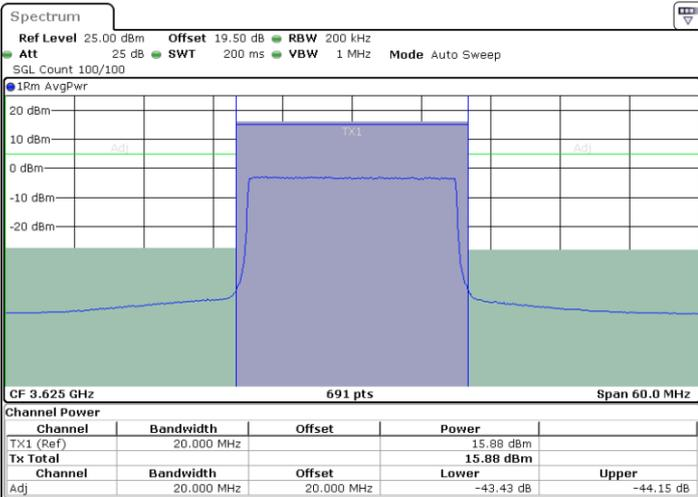 Spectrum
Ref Level 25.00 dBm Offset 19.50 dB RBW 200 kHz
Att 25 dB SWT 200 ms VBW 1 MHz Mode Auto Sweep
SGL Count 100/100
1Rm AvgPwr
20 dBm
TX1
10 dBm
Adj Adj
0 dBm
-10 dBm
-20 dBm
CF 3.625 GHz 691 pts Span 60.0 MHz
Channel Power
Channel Bandwidth Offset Power
TX1 (Ref) 20.000 MHz 15.88 dBm
Tx Total 15.88 dBm
Channel Bandwidth Offset Lower Upper
Adj 20.000 MHz 20.000 MHz -43.43 dB -44.15 dB